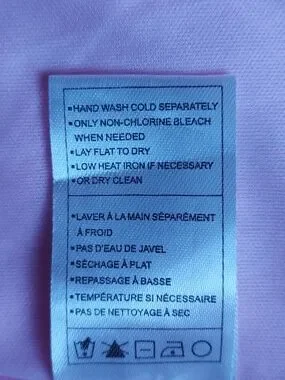 ▪HAND WASH COLD SEPARATELY
▪ONLY NON-CHLORINE BLEACH
WHEN NEEDED
▪LAY FLAT TO DRY
▪LOW HEAT IRON IF NECESSARY
▪OR DRY CLEAN
▪LAVER À LA MAIN SÉPARÉMENT
À FROID
▪PAS D'EAU DE JAVEL
▪SÉCHAGE À PLAT
▪REPASSAGE À BASSE
▪TEMPÉRATURE SI NÉCESSAIRE
▪PAS DE NETTOYAGE À SEC